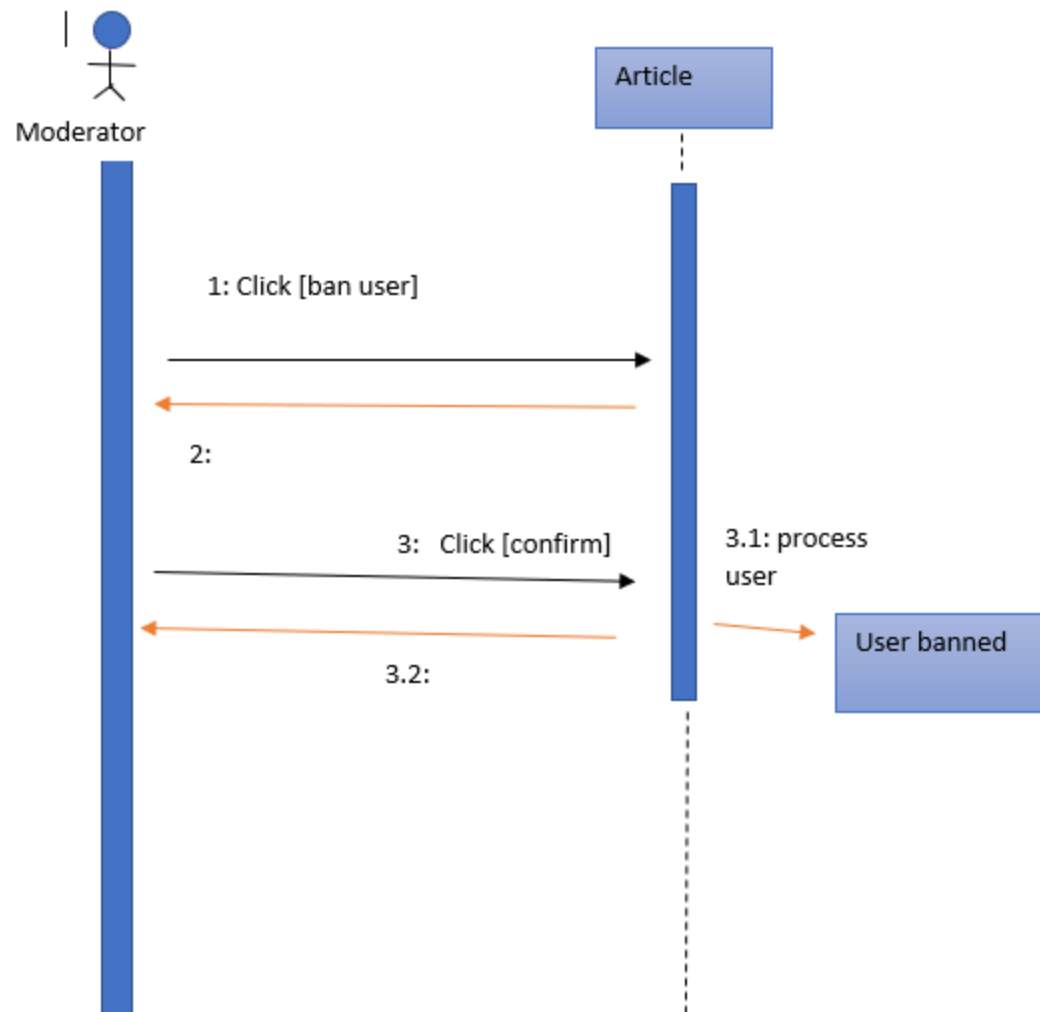 Moderator
Article
1: Click [ban user]
2:
3: Click [confirm]
3.1: process
user
User banned
3.2: